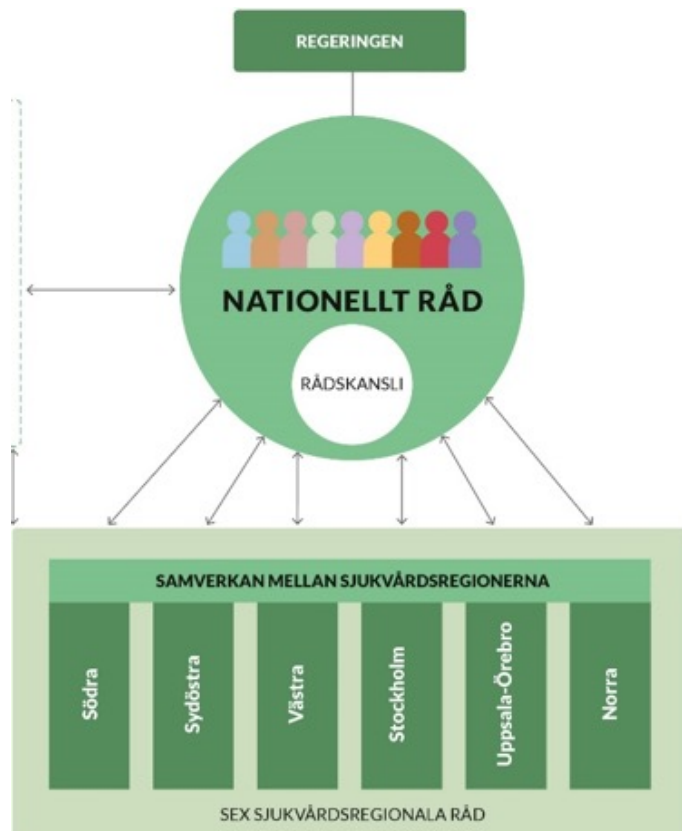 REGERINGEN
NATIONELLT RÅD
RÅDSKANSLI
SAMVERKAN MELLAN SJUKVÅRDSREGIONERNA
Södra
Sydöstra
Västra
Stockholm
Uppsala-Örebro
Norra
SEX SJUKVÅRDSREGIONALA RÅD